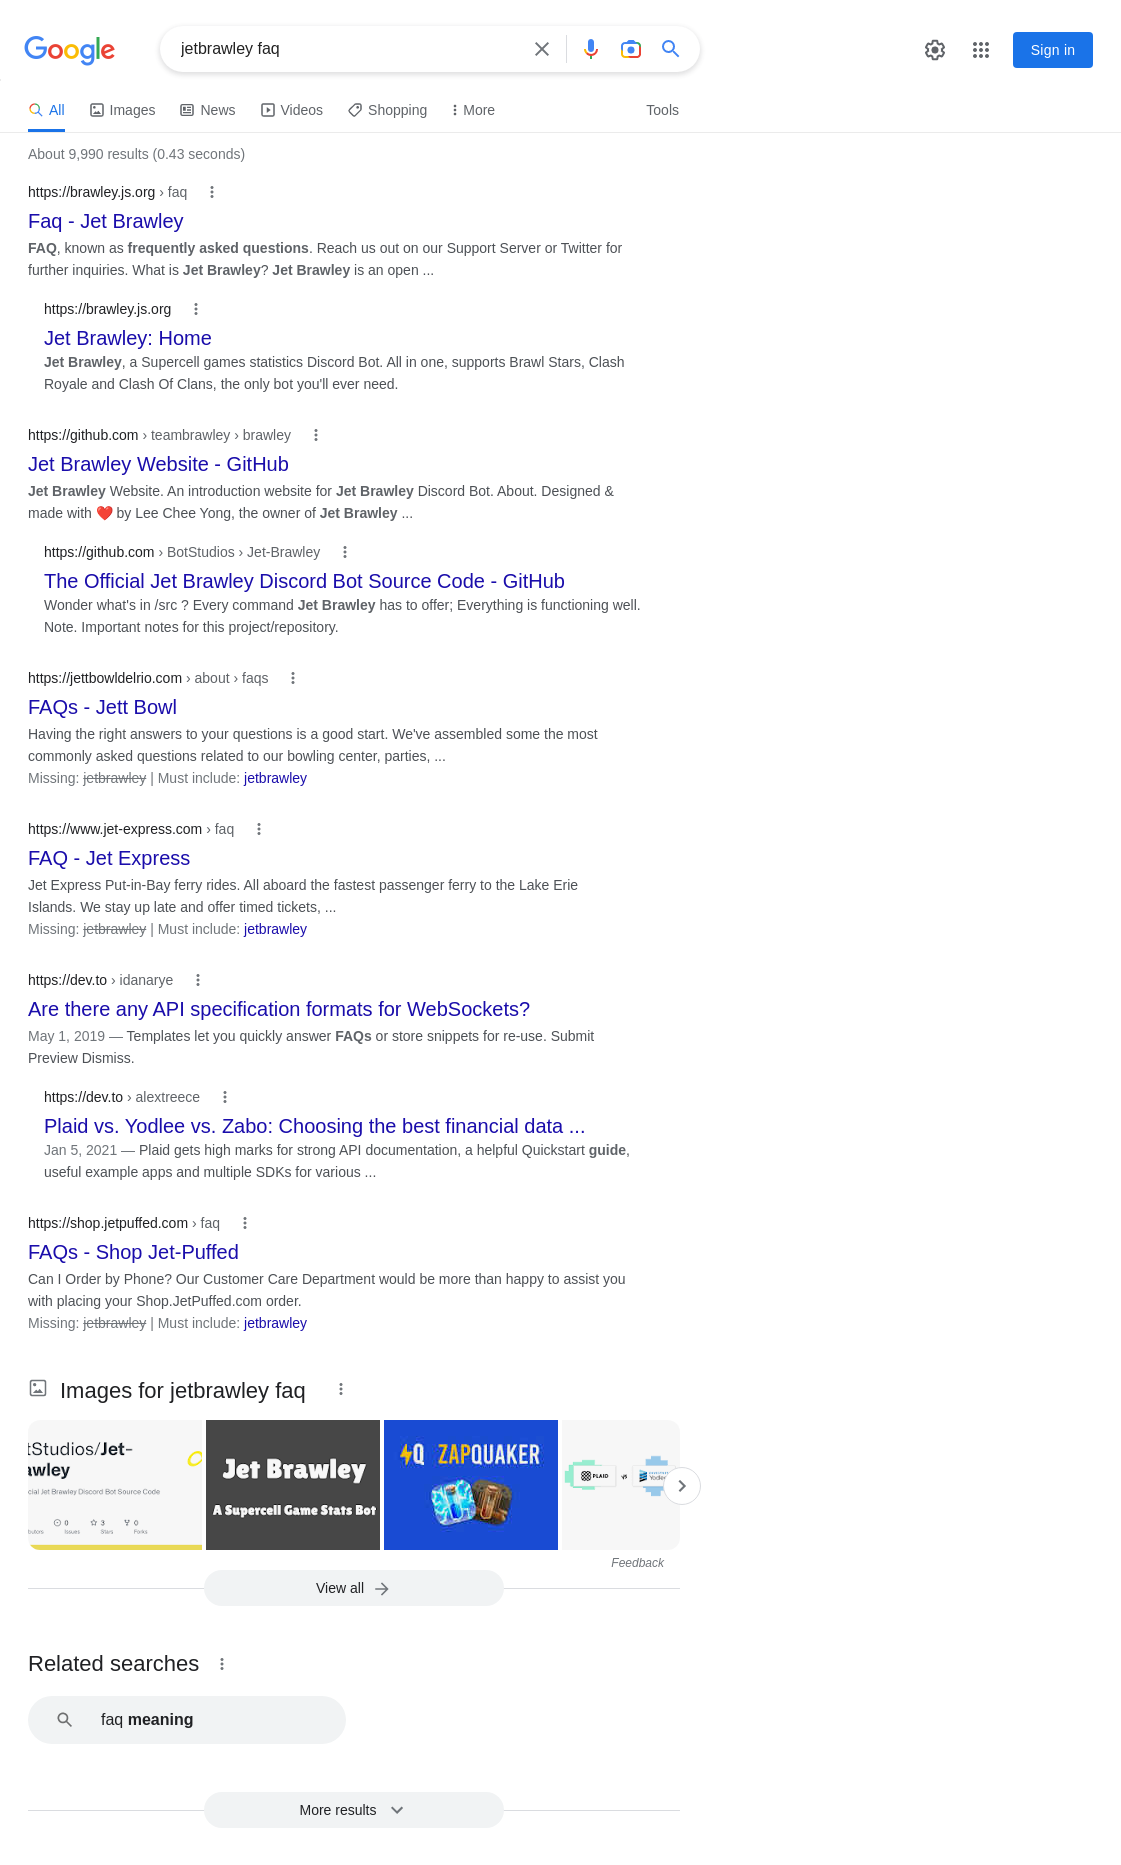 Google
jetbrawley faq
Sign in
All Images News Videos Shopping More Tools
About 9,990 results (0.43 seconds)
https://brawley.js.org › faq
Faq - Jet Brawley
FAQ, known as frequently asked questions. Reach us out on our Support Server or Twitter for
further inquiries. What is Jet Brawley? Jet Brawley is an open ...
https://brawley.js.org
Jet Brawley: Home
Jet Brawley, a Supercell games statistics Discord Bot. All in one, supports Brawl Stars, Clash
Royale and Clash Of Clans, the only bot you'll ever need.
https://github.com › teambrawley › brawley
Jet Brawley Website - GitHub
Jet Brawley Website. An introduction website for Jet Brawley Discord Bot. About. Designed &
made with ❤️ by Lee Chee Yong, the owner of Jet Brawley ...
https://github.com › BotStudios › Jet-Brawley
The Official Jet Brawley Discord Bot Source Code - GitHub
Wonder what's in /src ? Every command Jet Brawley has to offer; Everything is functioning well.
Note. Important notes for this project/repository.
https://jettbowldelrio.com › about › faqs
FAQs - Jett Bowl
Having the right answers to your questions is a good start. We've assembled some the most
commonly asked questions related to our bowling center, parties, ...
Missing: jetbrawley | Must include: jetbrawley
https://www.jet-express.com › faq
FAQ - Jet Express
Jet Express Put-in-Bay ferry rides. All aboard the fastest passenger ferry to the Lake Erie
Islands. We stay up late and offer timed tickets, ...
Missing: jetbrawley | Must include: jetbrawley
https://dev.to › idanarye
Are there any API specification formats for WebSockets?
May 1, 2019 — Templates let you quickly answer FAQs or store snippets for re-use. Submit
Preview Dismiss.
https://dev.to › alextreece
Plaid vs. Yodlee vs. Zabo: Choosing the best financial data ...
Jan 5, 2021 — Plaid gets high marks for strong API documentation, a helpful Quickstart guide,
useful example apps and multiple SDKs for various ...
https://shop.jetpuffed.com › faq
FAQs - Shop Jet-Puffed
Can I Order by Phone? Our Customer Care Department would be more than happy to assist you
with placing your Shop.JetPuffed.com order.
Missing: jetbrawley | Must include: jetbrawley
Images for jetbrawley faq
tStudios/Jet-
awley
cial Jet Brawley Discord Bot Source Code
0 3 0
butors Issues Stars Forks
Jet Brawley
A Supercell Game Stats Bot
Q ZAPQUAKER
PLAID vs Yodlee
Feedback
View all
Related searches
faq meaning
More results